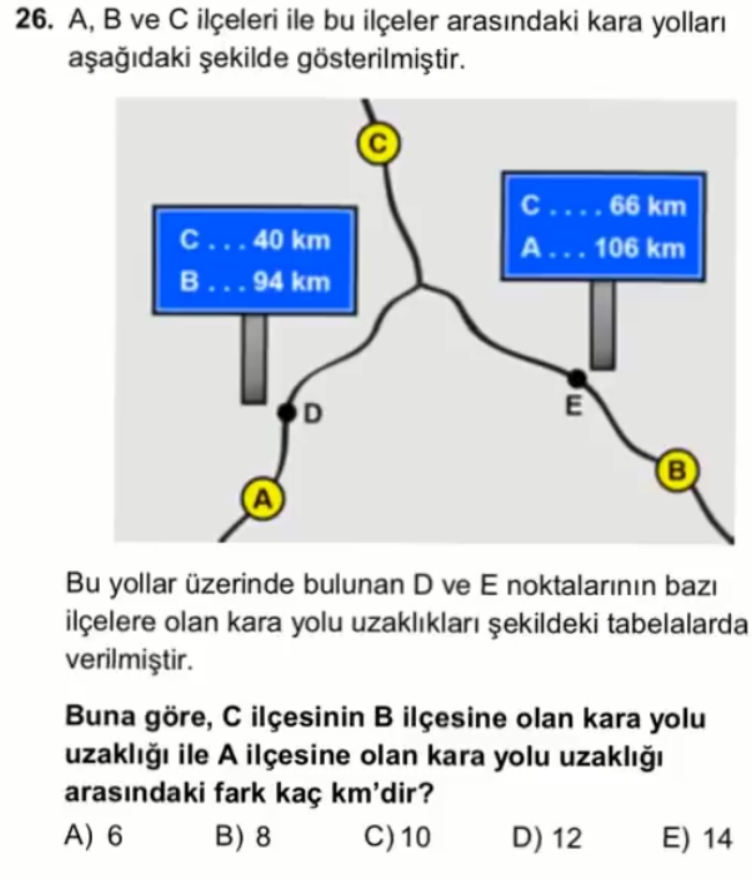 26. A, B ve C ilçeleri ile bu ilçeler arasındaki kara yolları
aşağıdaki şekilde gösterilmiştir.
C
C .... 66 km
A ... 106 km
C ... 40 km
B ... 94 km
D
E
B
A
Bu yollar üzerinde bulunan D ve E noktalarının bazı
ilçelere olan kara yolu uzaklıkları şekildeki tabelalarda
verilmiştir.
Buna göre, C ilçesinin B ilçesine olan kara yolu
uzaklığı ile A ilçesine olan kara yolu uzaklığı
arasındaki fark kaç km'dir?
A) 6 B) 8 C) 10 D) 12 E) 14